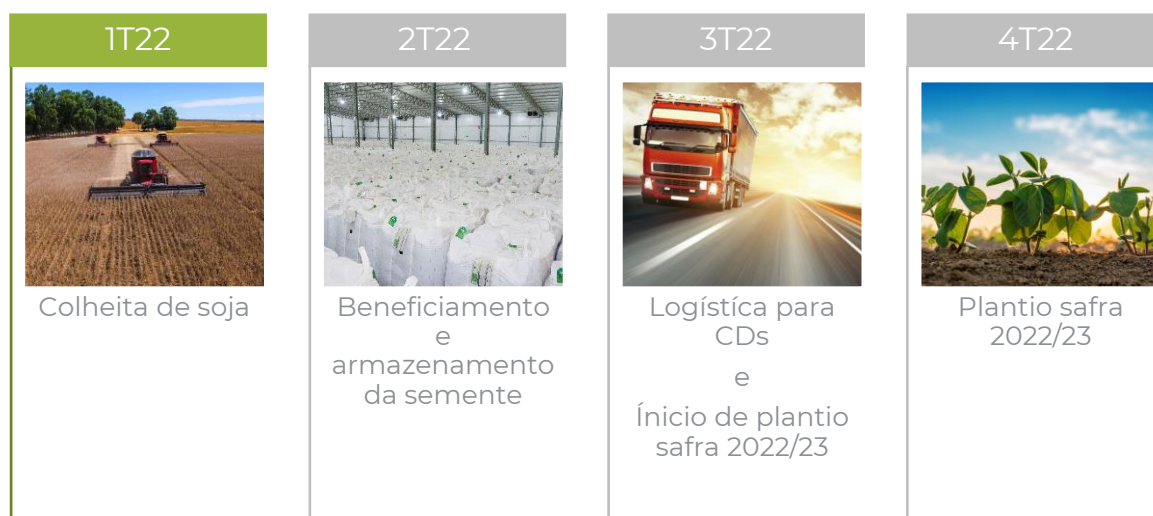 1T22
Colheita de soja
2T22
Beneficiamento
e
armazenamento
da semente
3T22
Logístíca para
CDs
e
Ínicio de plantio
safra 2022/23
4T22
Plantio safra
2022/23